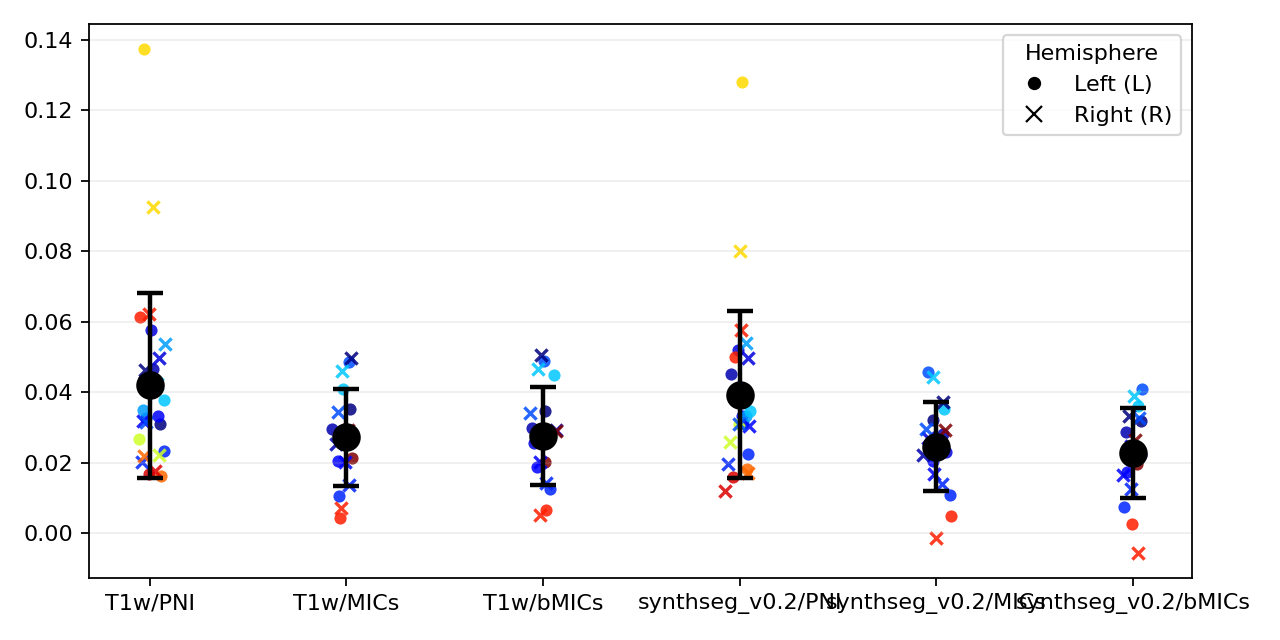 0.14
0.12
0.10
0.08
0.06
0.04
0.02
0.00
Hemisphere
Left (L)
Right (R)
T1w/PNI
T1w/MICs
T1w/bMICs
synthseg_v0.2/PNI
synthseg_v0.2/MICs
synthseg_v0.2/bMICs